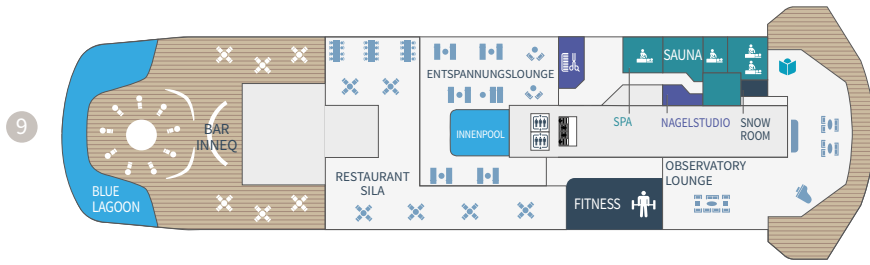 9
BLUE
LAGOON
BAR
INNEQ
RESTAURANT
SILA
ENTSPANNUNGSLOUNGE
INNENPOOL
SAUNA
SPA
NAGELSTUDIO
SNOW
ROOM
FITNESS
OBSERVATORY
LOUNGE